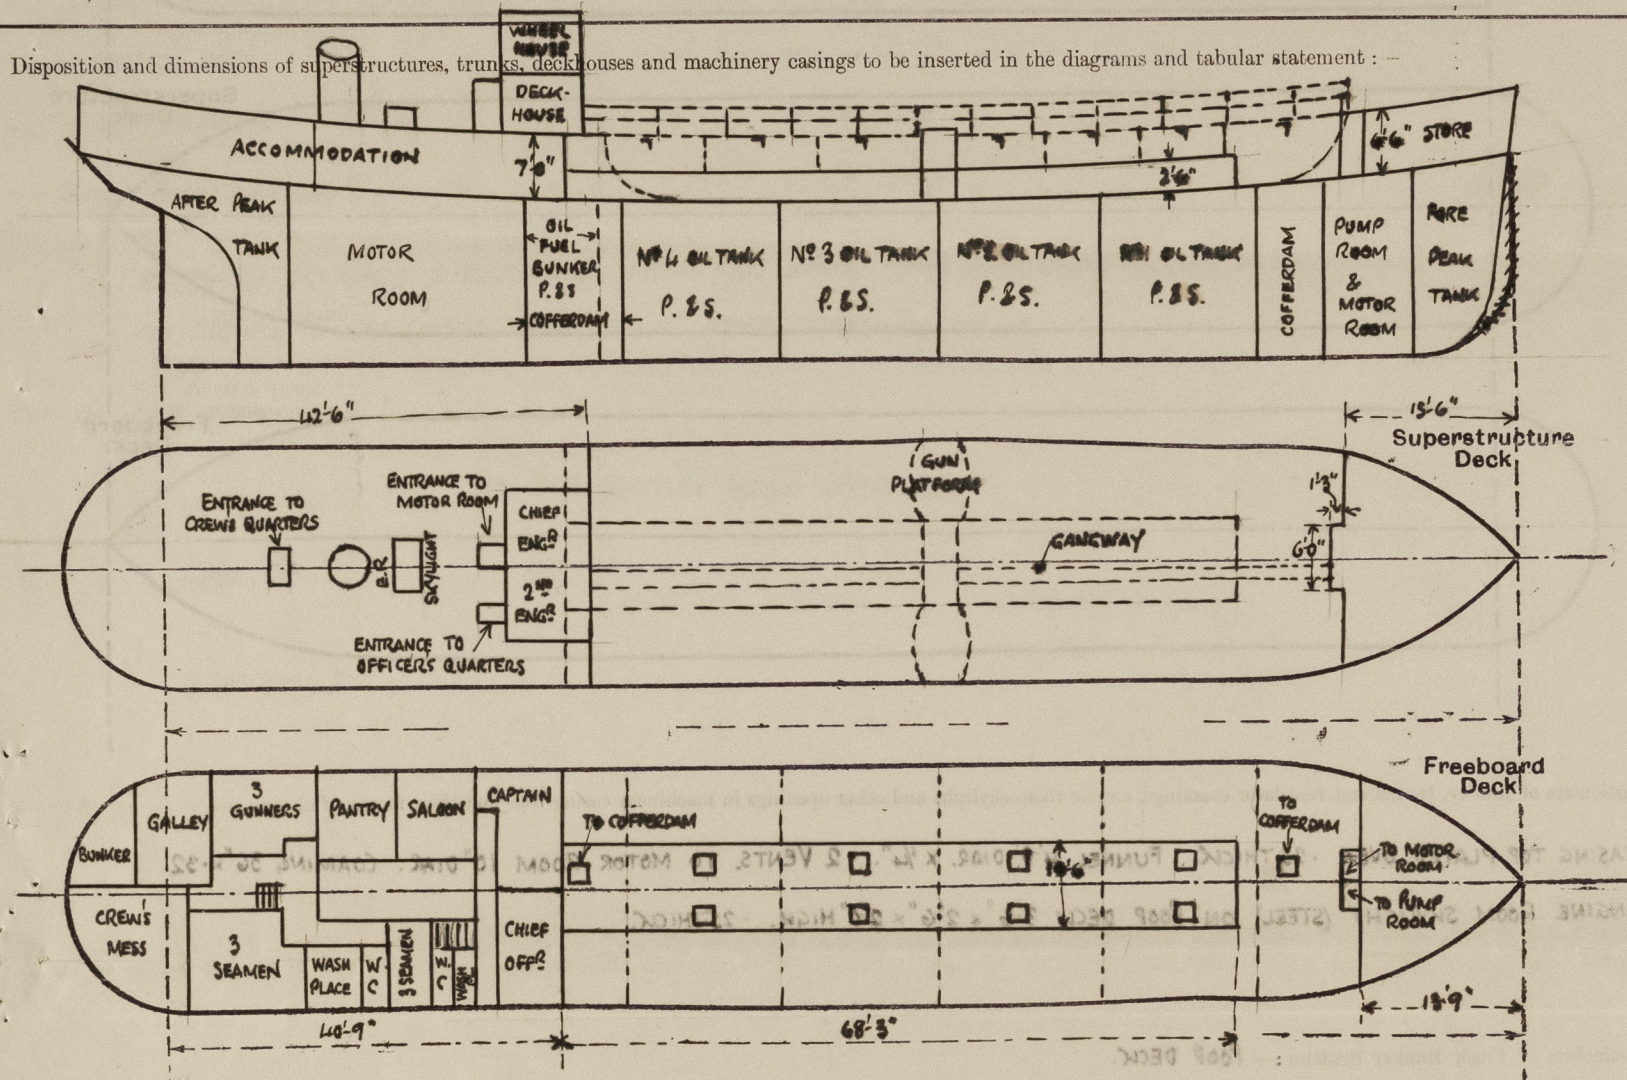 WHEEL
HOUSE
Disposition and dimensions of superstructures, trunks, deckhouses and machinery casings to be inserted in the diagrams and tabular statement : —
DECK-
HOUSE
ACCOMMODATION
7'-0"
2'-6"
6'-6"
STORE
AFTER PEAK
TANK
MOTOR
ROOM
OIL
FUEL
BUNKER
P. & S
COFFERDAM
Nº 4 OIL TANK
P. & S.
Nº 3 OIL TANK
P. & S.
Nº 2 OIL TANK
P. & S.
Nº 1 OIL TANK
P. & S.
COFFERDAM
PUMP
ROOM
&
MOTOR
ROOM
FORE
PEAK
TANK
42'-6"
15'-6"
Superstructure
Deck
ENTRANCE TO
CREWS QUARTERS
ENTRANCE TO
MOTOR ROOM
E.R
SKYLIGHT
CHIEF
ENGR
2ND
ENGR
ENTRANCE TO
OFFICERS QUARTERS
GUN
PLATFORM
GANGWAY
1'-3"
6'-0"
Freeboard
Deck
BUNKER
GALLEY
3
GUNNERS
PANTRY
SALOON
CAPTAIN
TO COFFERDAM
TO
COFFERDAM
TO MOTOR
ROOM
TO PUMP
ROOM
CREW'S
MESS
3
SEAMEN
WASH
PLACE
W.
C
3 SEAMEN
W.
C
WASH
PL
CHIEF
OFFR
13'-9"
40'-9"
68'-3"